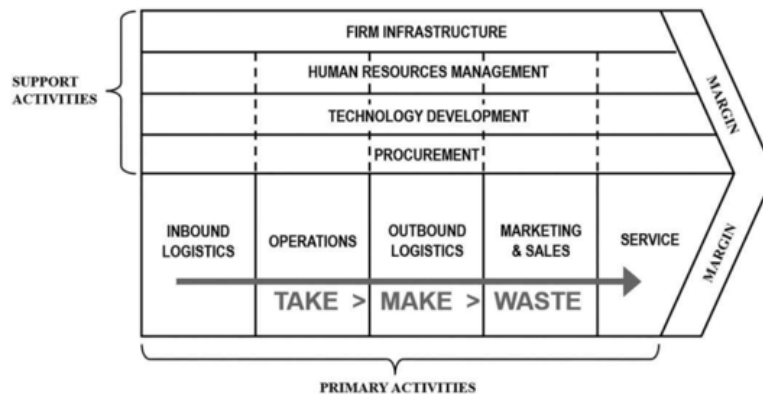 FIRM INFRASTRUCTURE
SUPPORT
ACTIVITIES
HUMAN RESOURCES MANAGEMENT
TECHNOLOGY DEVELOPMENT
PROCUREMENT
MARGIN
INBOUND
LOGISTICS
OPERATIONS
OUTBOUND
LOGISTICS
MARKETING
& SALES
SERVICE
MARGIN
TAKE > MAKE > WASTE
PRIMARY ACTIVITIES